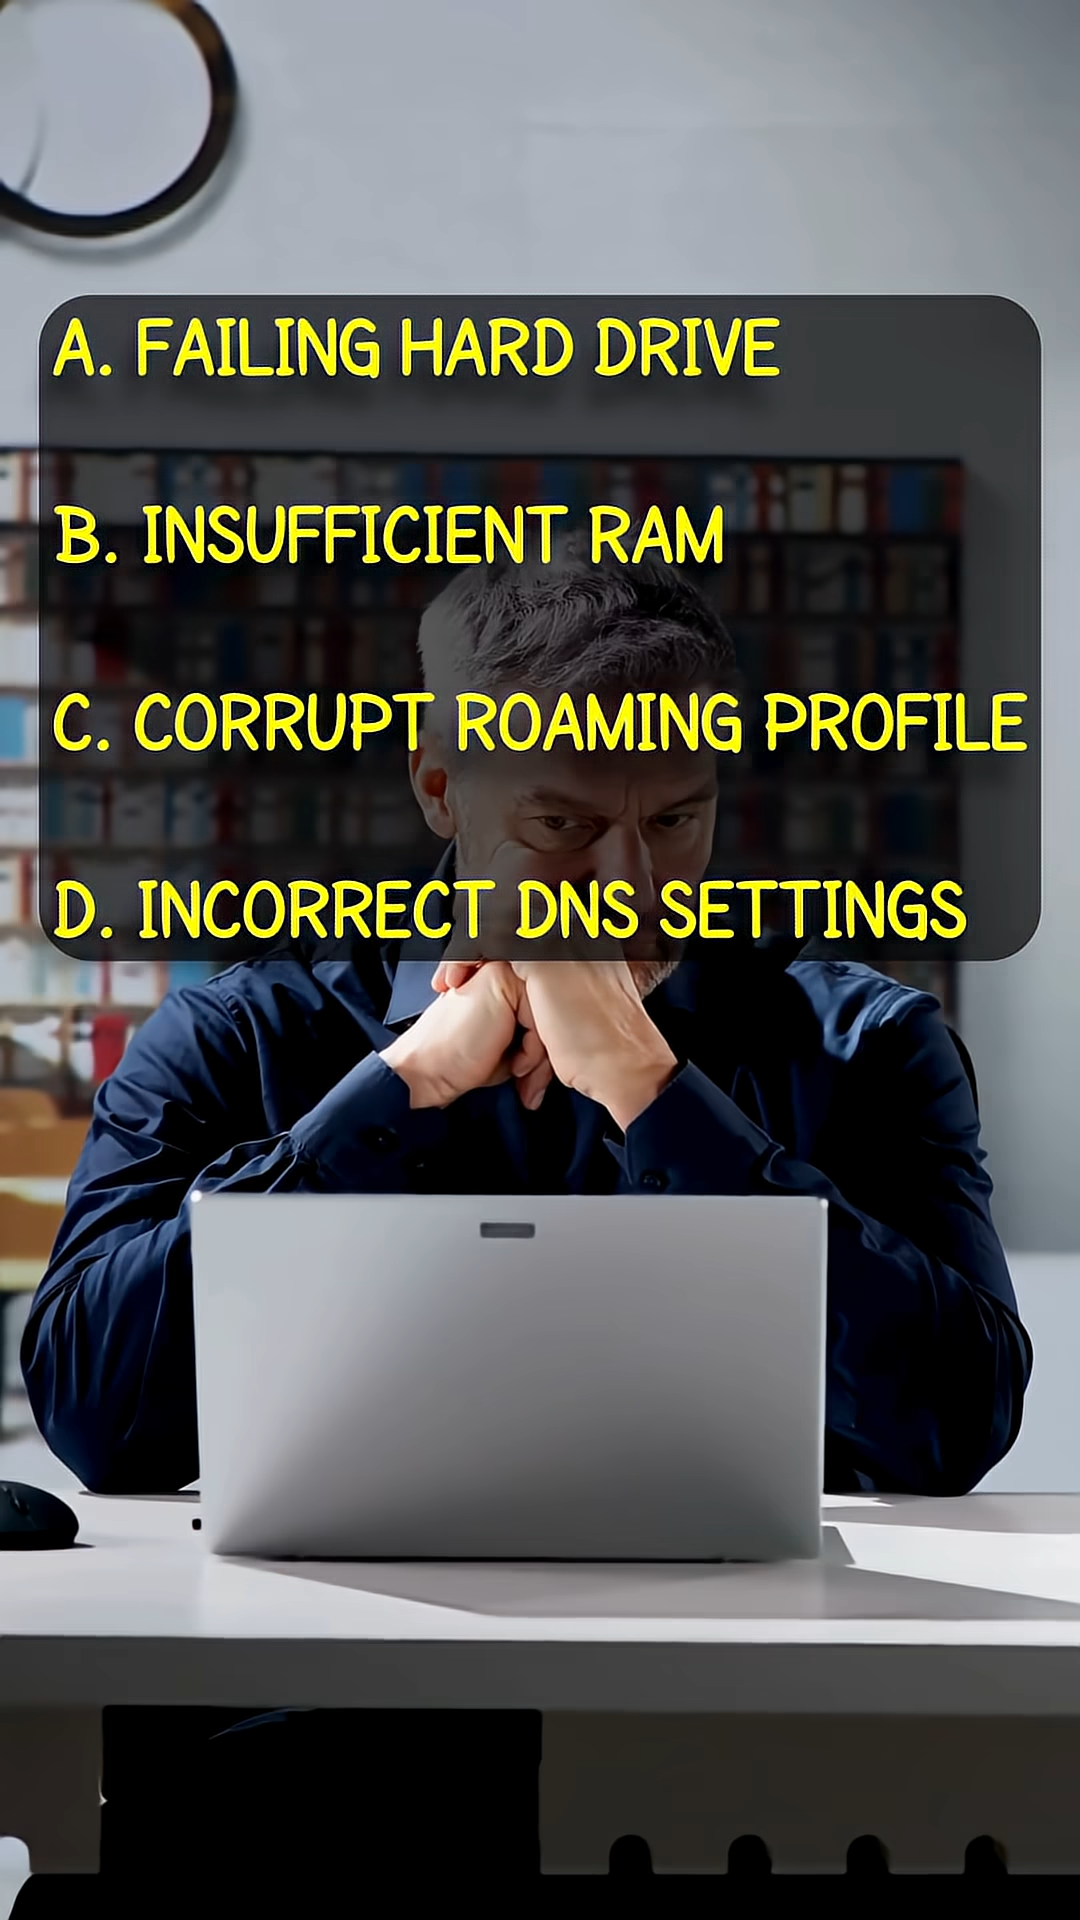 A. FAILING HARD DRIVE
B. INSUFFICIENT RAM
C. CORRUPT ROAMING PROFILE
D. INCORRECT DNS SETTINGS